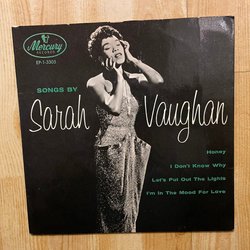 Mercury
RECORDS
EP-1-3303
SONGS BY
Sarah Vaughan
Honey
I Don't Know Why
Let's Put Out The Lights
I'm In The Mood For Love